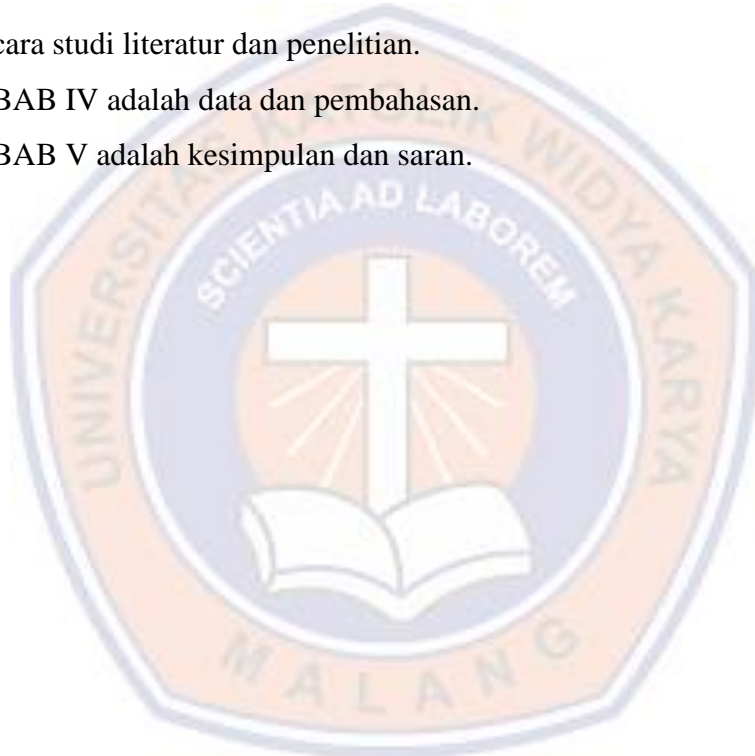 cara studi literatur dan penelitian.
BAB IV adalah data dan pembahasan.
BAB V adalah kesimpulan dan saran.
UNIVERSITAS KATOLIK WIDYA KARYA
SCIENTIA AD LABOREM
MALANG